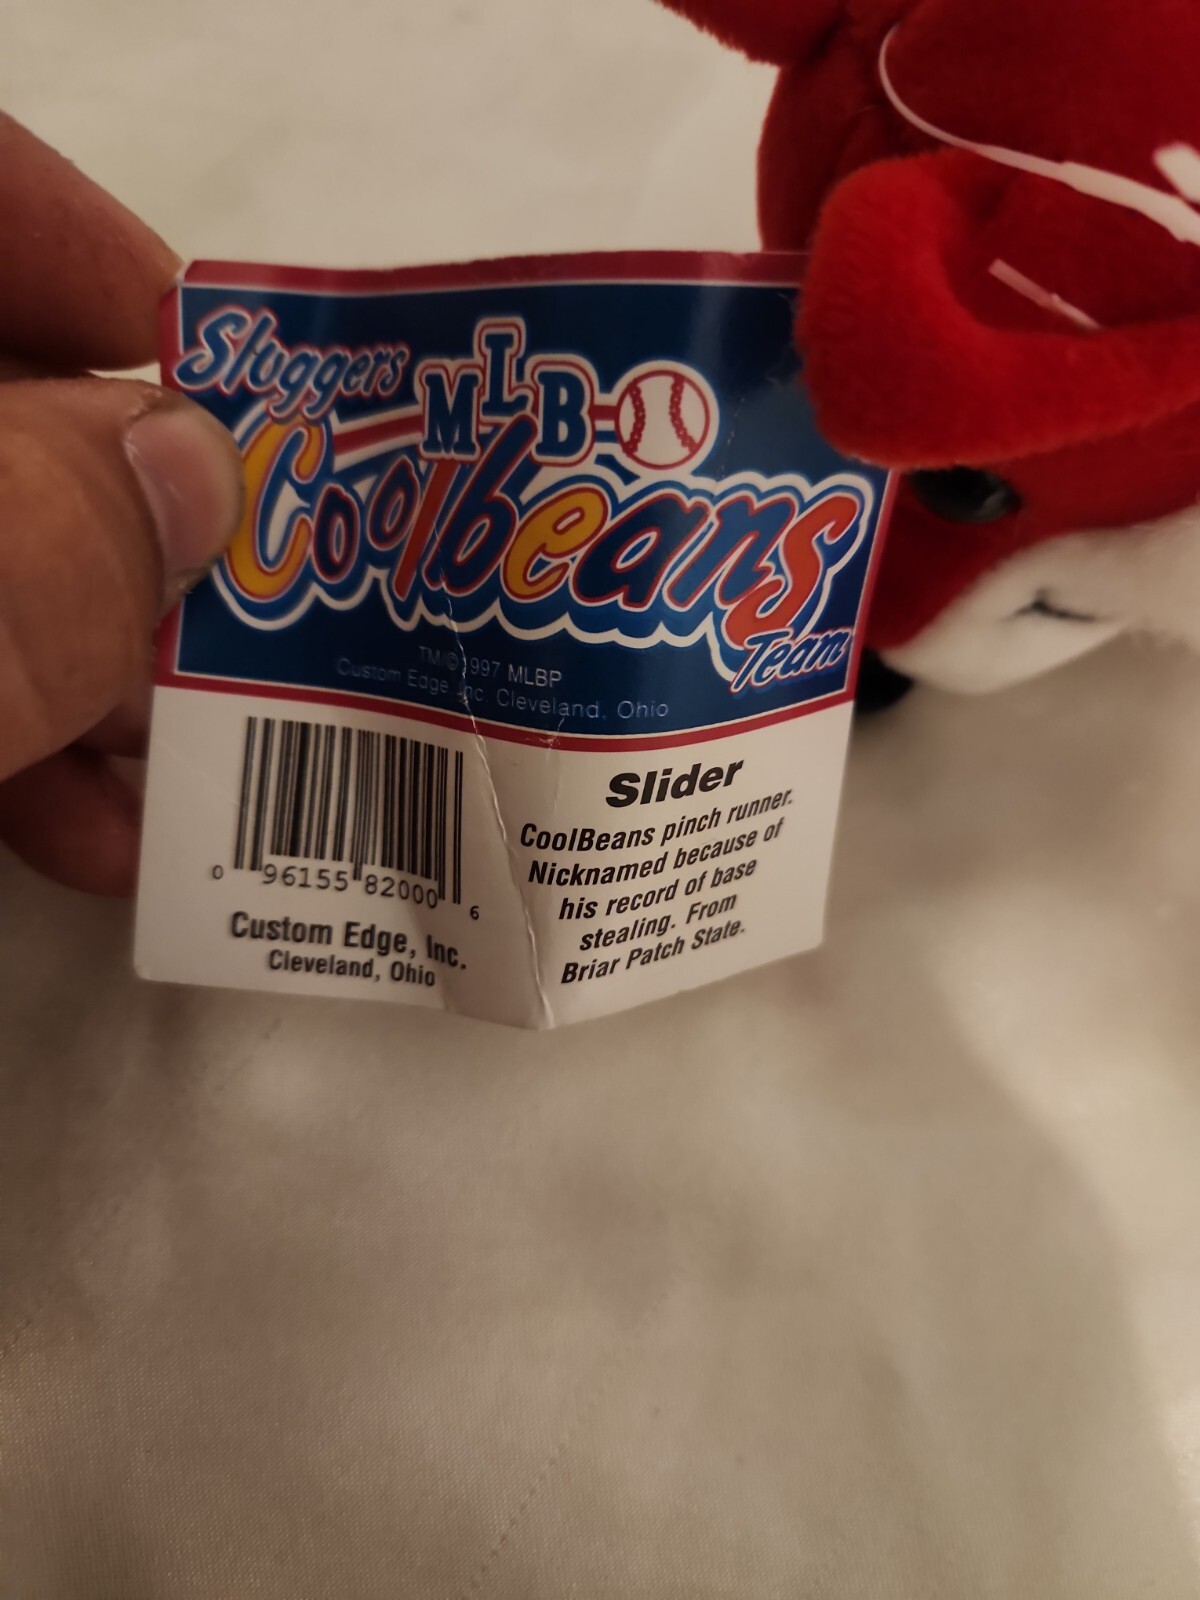 Sluggers
MLB
Coolbeans
Team
TM/© 1997 MLBP
Custom Edge Inc. Cleveland, Ohio
0 96155 82000 6
Custom Edge, Inc.
Cleveland, Ohio
Slider
CoolBeans pinch runner.
Nicknamed because of
his record of base
stealing. From
Briar Patch State.